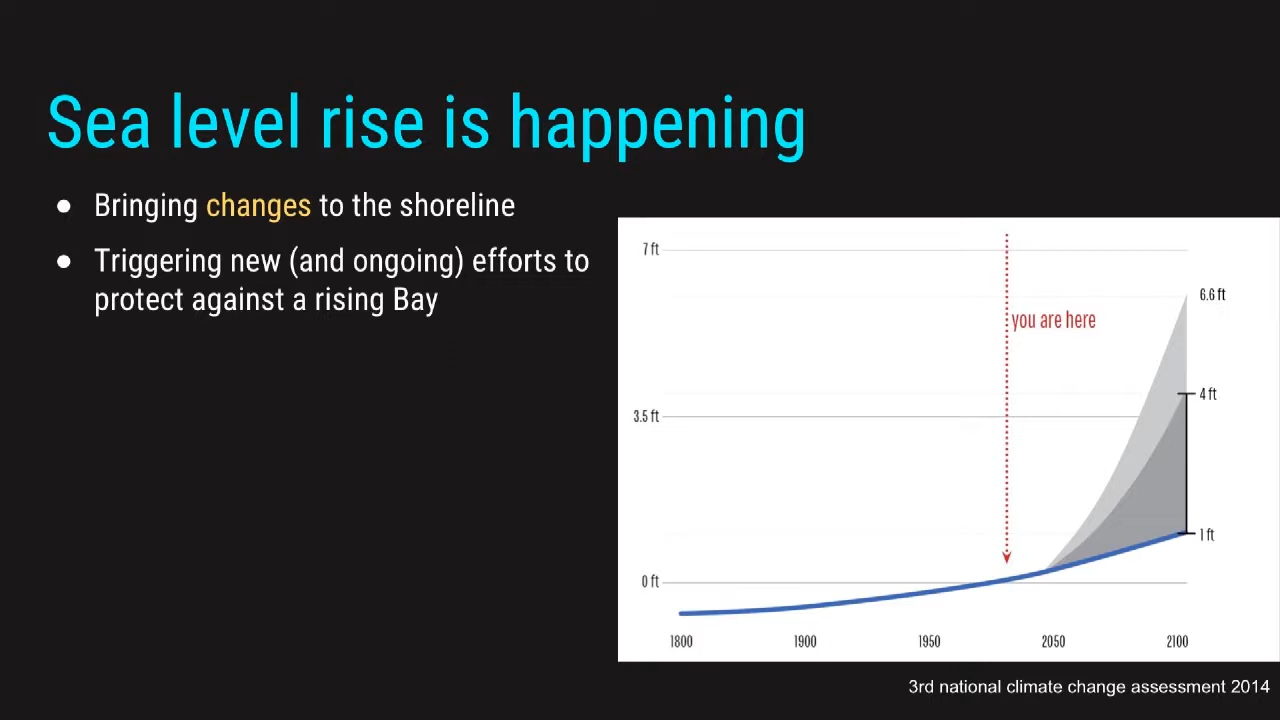 Sea level rise is happening
● Bringing changes to the shoreline
● Triggering new (and ongoing) efforts to
protect against a rising Bay
7 ft
6.6 ft
you are here
4 ft
3.5 ft
1 ft
0 ft
1800 1900 1950 2050 2100
3rd national climate change assessment 2014